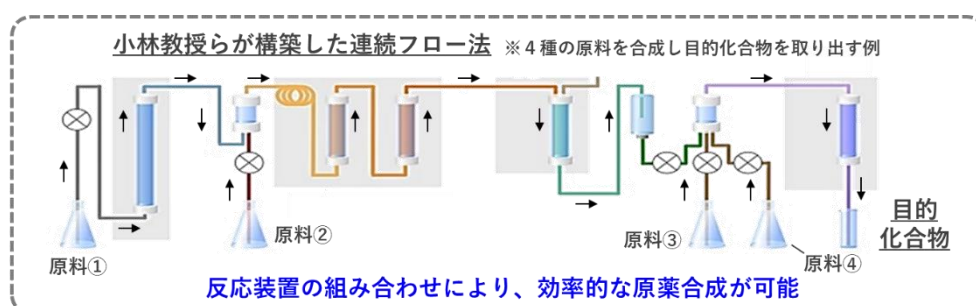 小林教授らが構築した連続フロー法 ※４種の原料を合成し目的化合物を取り出す例
原料①
原料②
原料③
原料④
目的
化合物
反応装置の組み合わせにより、効率的な原薬合成が可能